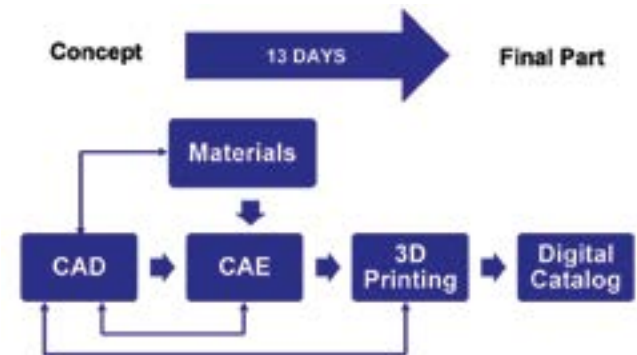 Concept
13 DAYS
Final Part
Materials
CAD
CAE
3D
Printing
Digital
Catalog